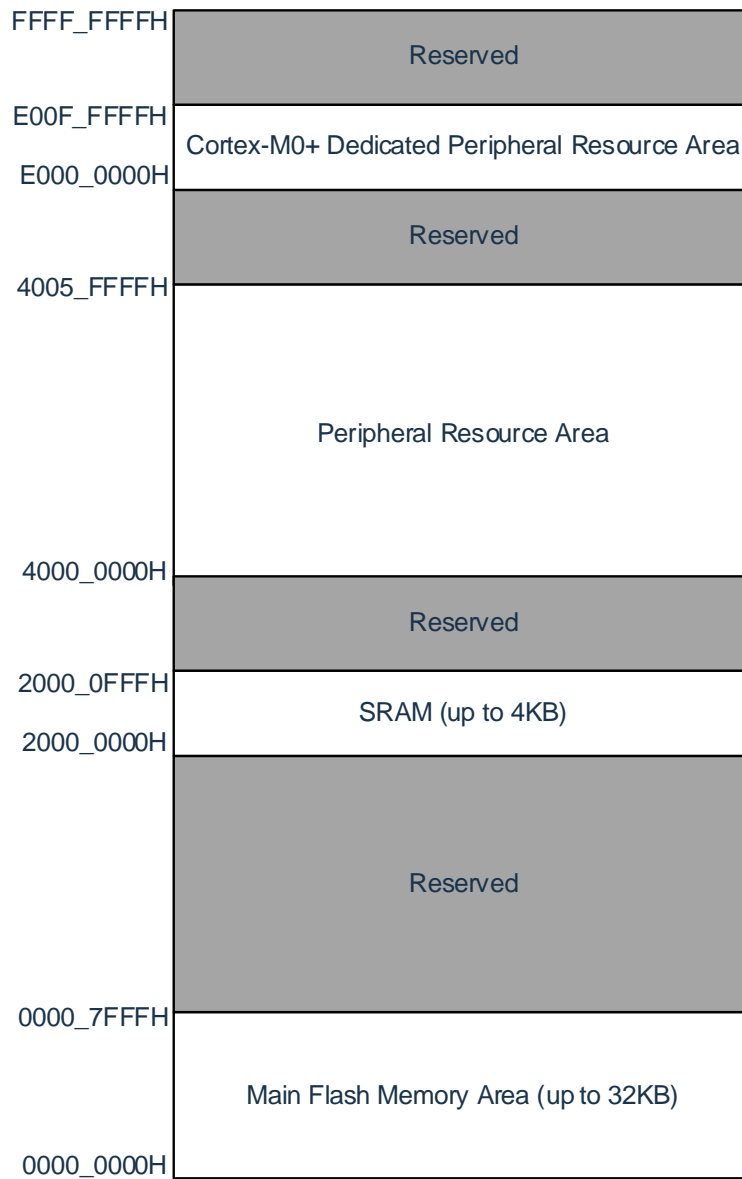 FFFF_FFFFH
Reserved
E00F_FFFFH
Cortex-M0+ Dedicated Peripheral Resource Area
E000_0000H
Reserved
4005_FFFFH
Peripheral Resource Area
4000_0000H
Reserved
2000_0FFFH
SRAM (up to 4KB)
2000_0000H
Reserved
0000_7FFFH
Main Flash Memory Area (up to 32KB)
0000_0000H